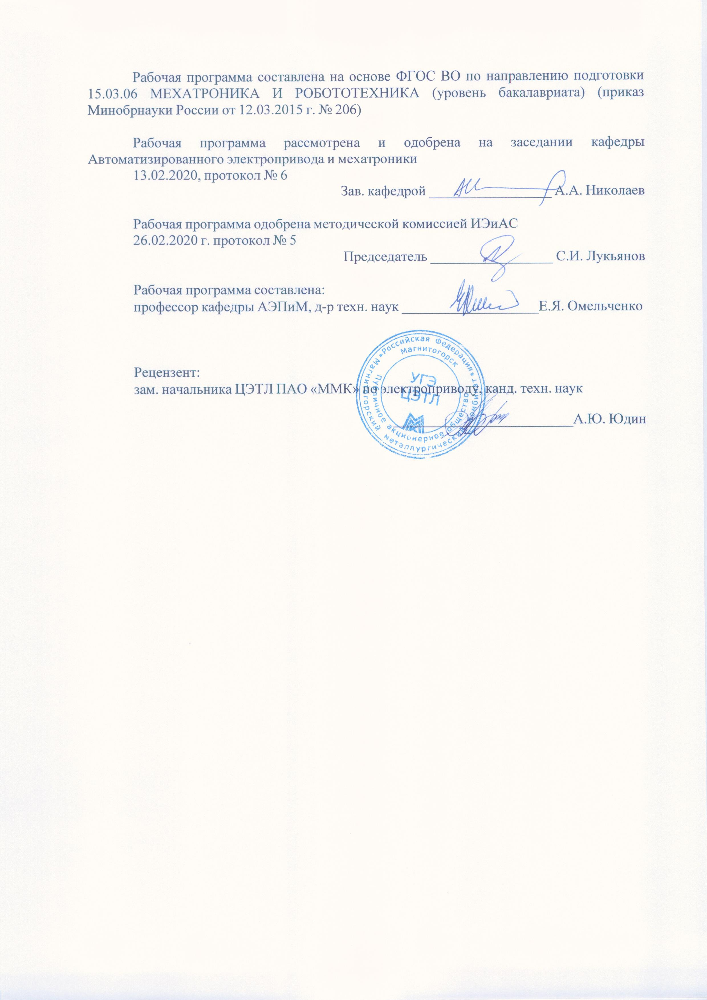 Рабочая программа составлена на основе ФГОС ВО по направлению подготовки
15.03.06 МЕХАТРОНИКА И РОБОТОТЕХНИКА (уровень бакалавриата) (приказ
Минобрнауки России от 12.03.2015 г. № 206)
Рабочая программа рассмотрена и одобрена на заседании кафедры
Автоматизированного электропривода и мехатроники
13.02.2020, протокол № 6
Зав. кафедрой А.А. Николаев
Рабочая программа одобрена методической комиссией ИЭиАС
26.02.2020 г. протокол № 5
Председатель С.И. Лукьянов
Рабочая программа составлена:
профессор кафедры АЭПиМ, д-р техн. наук Е.Я. Омельченко
Рецензент:
зам. начальника ЦЭТЛ ПАО «ММК» по электроприводу, канд. техн. наук
А.Ю. Юдин
*Российская Федерация*
Магнитогорский металлургический комбинат
Магнитогорск
Публичное акционерное общество
УГЭ
ЦЭТЛ